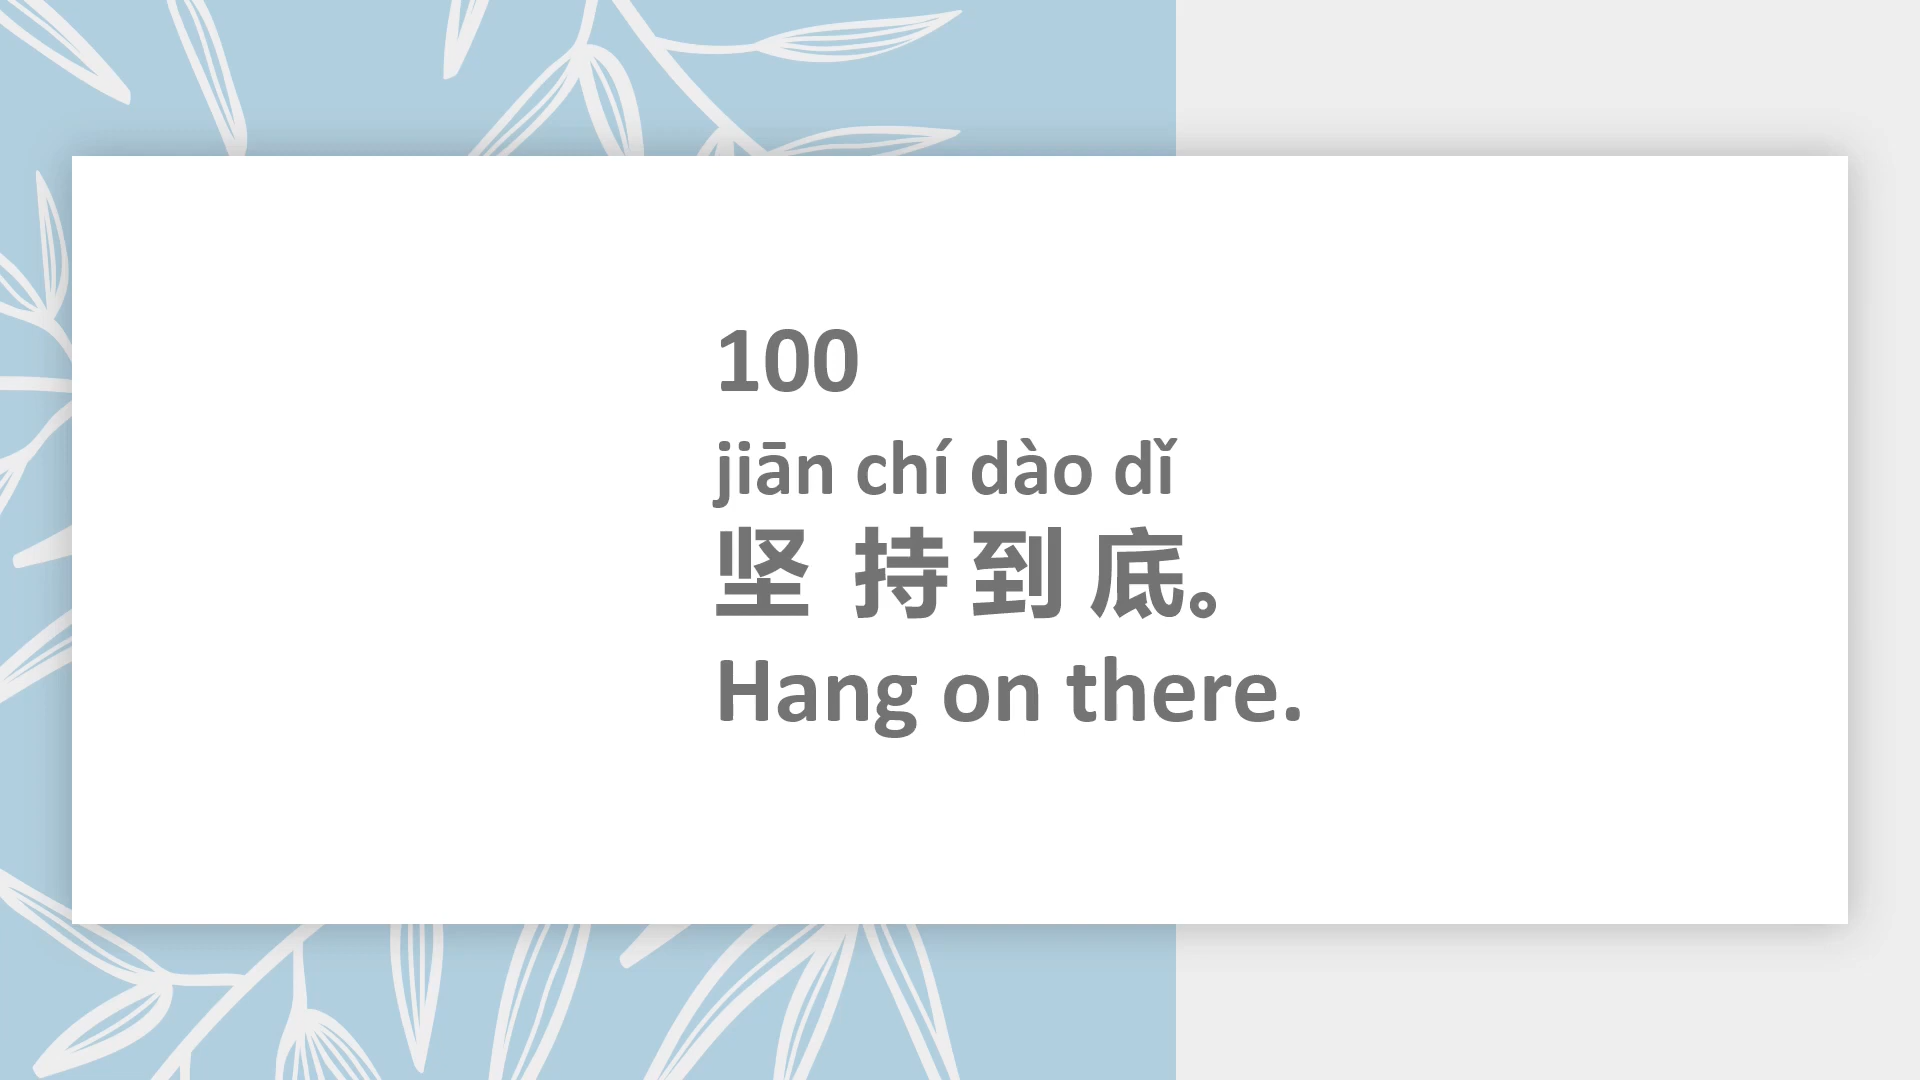 100
jiān chí dào dǐ
坚 持 到 底。
Hang on there.